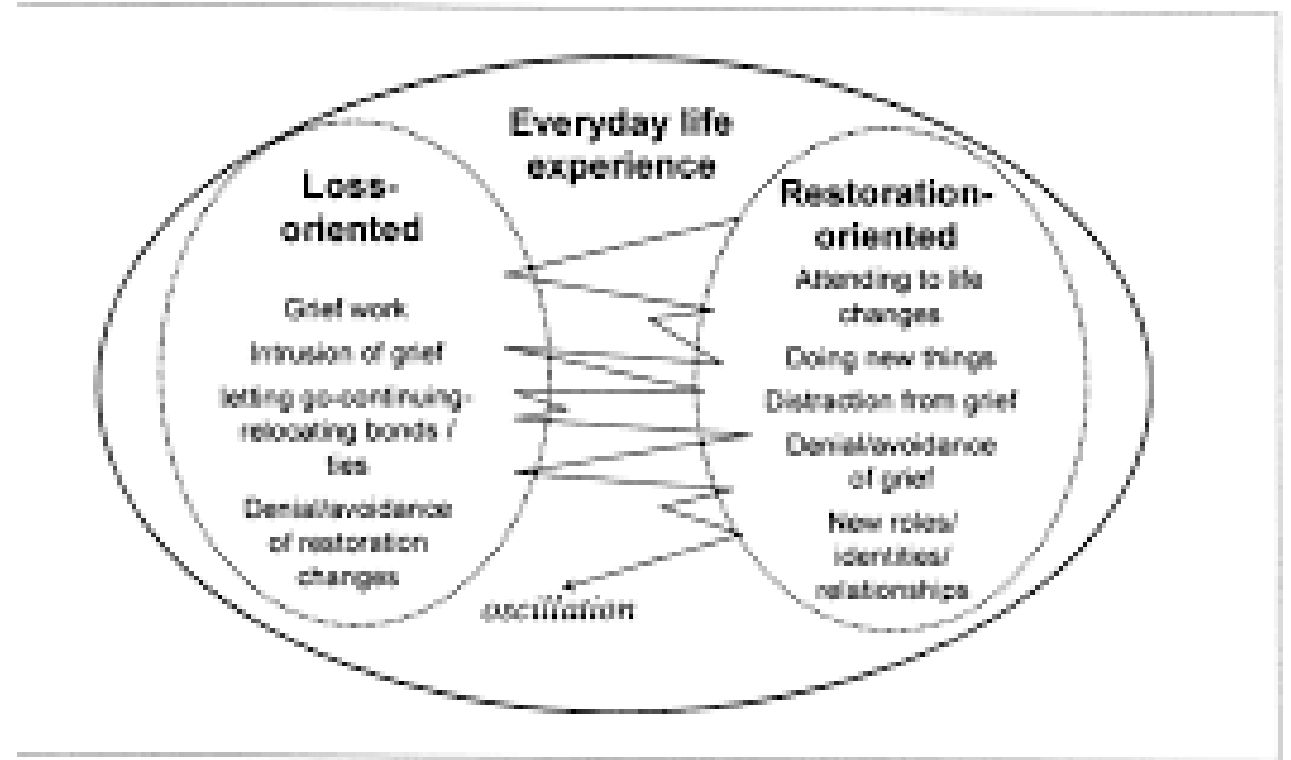 Everyday life
experience
Loss-
oriented
Grief work
Intrusion of grief
letting go-continuing-
relocating bonds /
ties
Denial/avoidance
of restoration
changes
Restoration-
oriented
Attending to life
changes
Doing new things
Distraction from grief
Denial/avoidance
of grief
New roles/
identities/
relationships
oscillation